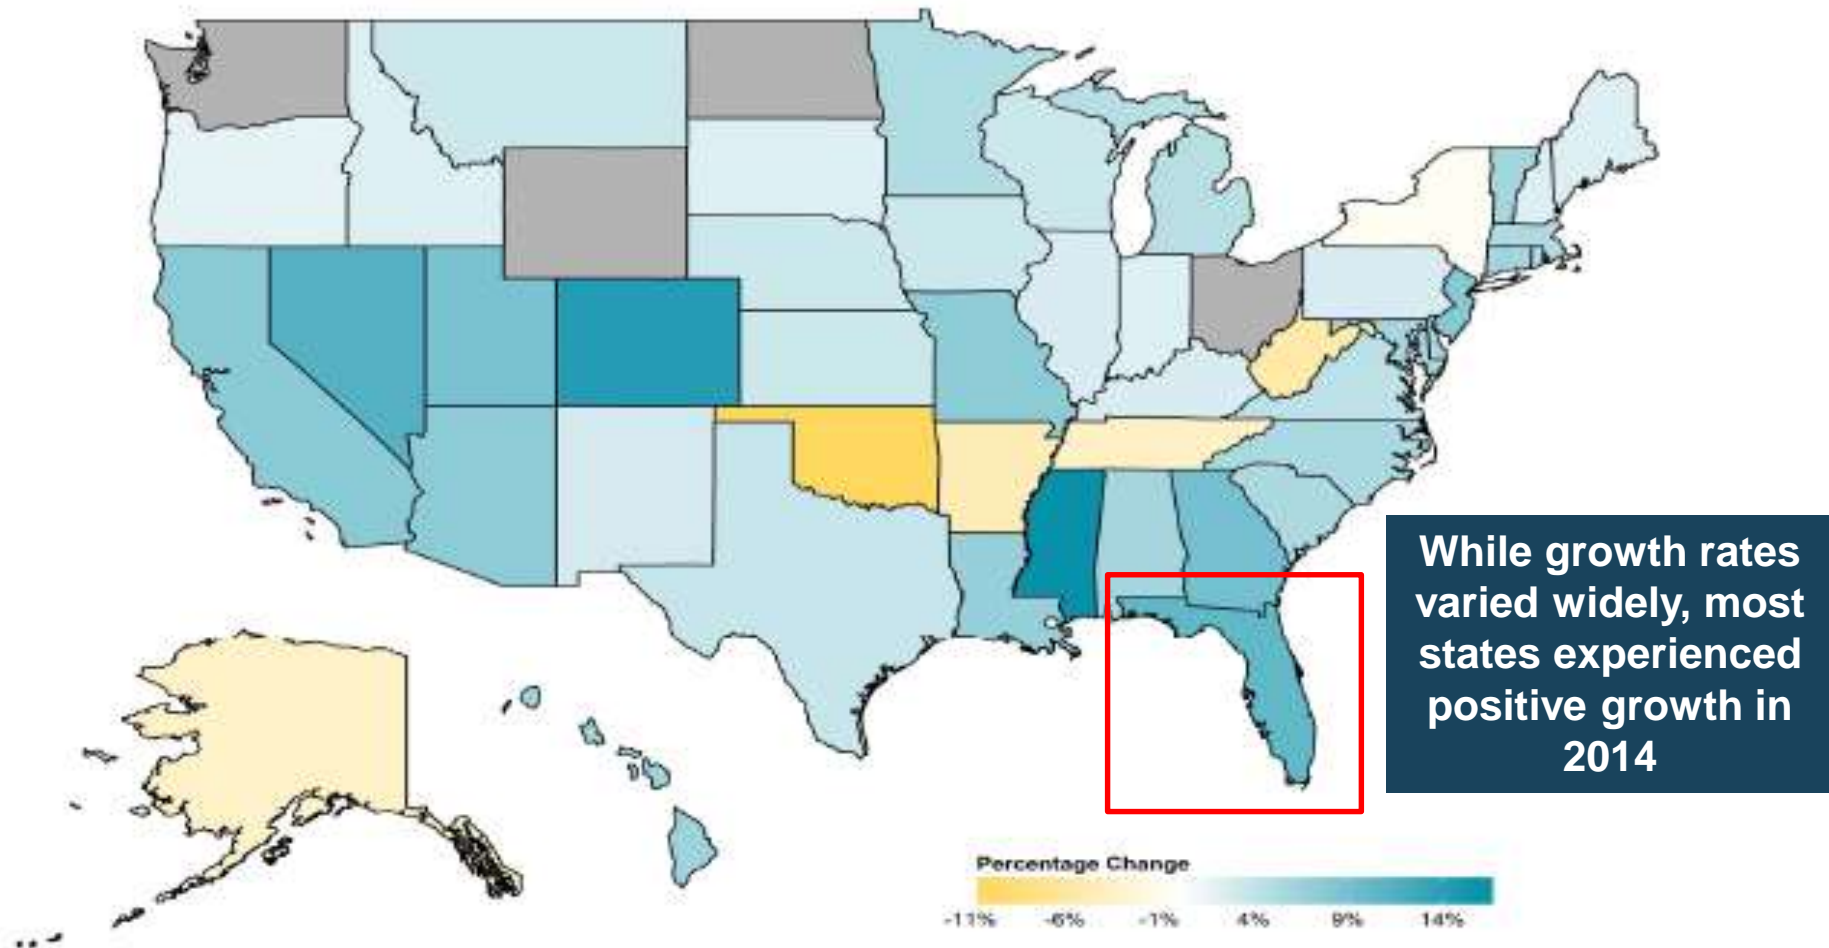 While growth rates
varied widely, most
states experienced
positive growth in
2014
Percentage Change
-11% -6% -1% 4% 9% 14%